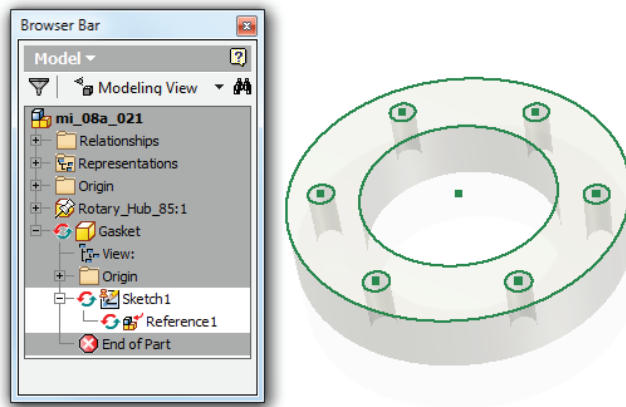 Browser Bar
Model
Modeling View
mi_08a_021
Relationships
Representations
Origin
Rotary_Hub_85:1
Gasket
View:
Origin
Sketch1
Reference1
End of Part